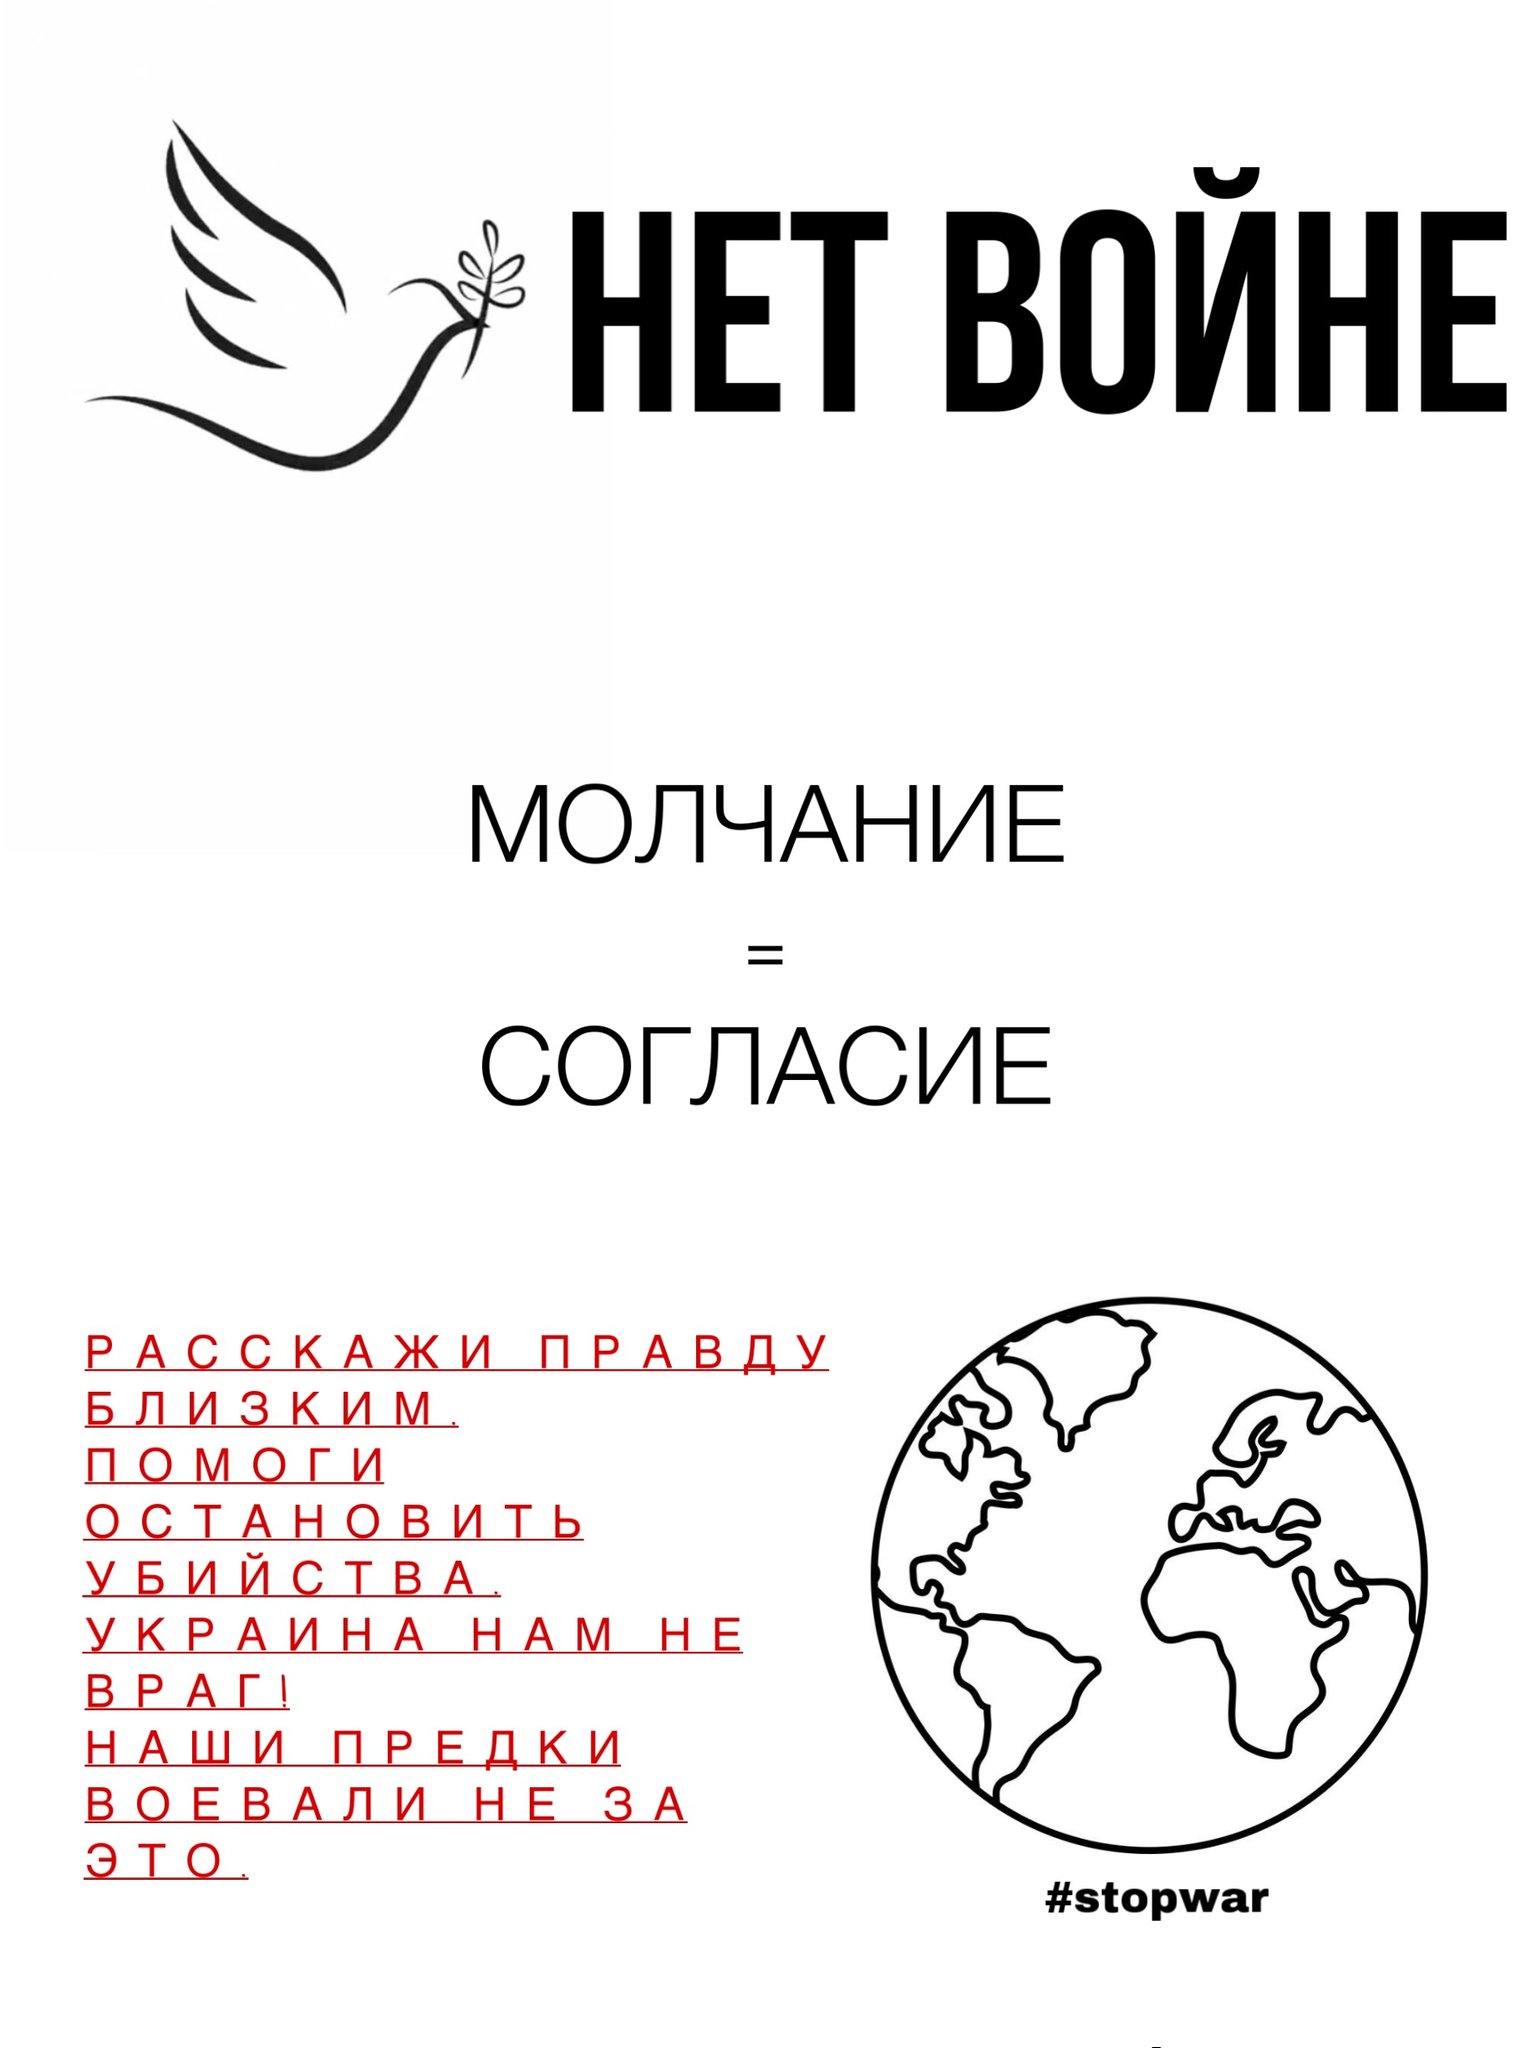 НЕТ ВОЙНЕ
МОЛЧАНИЕ
=
СОГЛАСИЕ
РАССКАЖИ ПРАВДУ
БЛИЗКИМ.
ПОМОГИ
ОСТАНОВИТЬ
УБИЙСТВА.
УКРАИНА НАМ НЕ
ВРАГ!
НАШИ ПРЕДКИ
ВОЕВАЛИ НЕ ЗА
ЭТО.
#stopwar